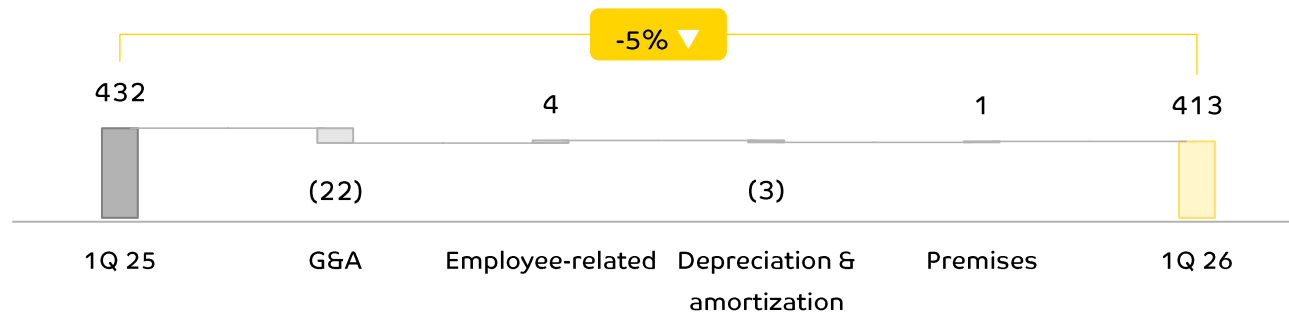 -5%
432
4
1
413
(22)
(3)
1Q 25
G&A
Employee-related
Depreciation &
amortization
Premises
1Q 26